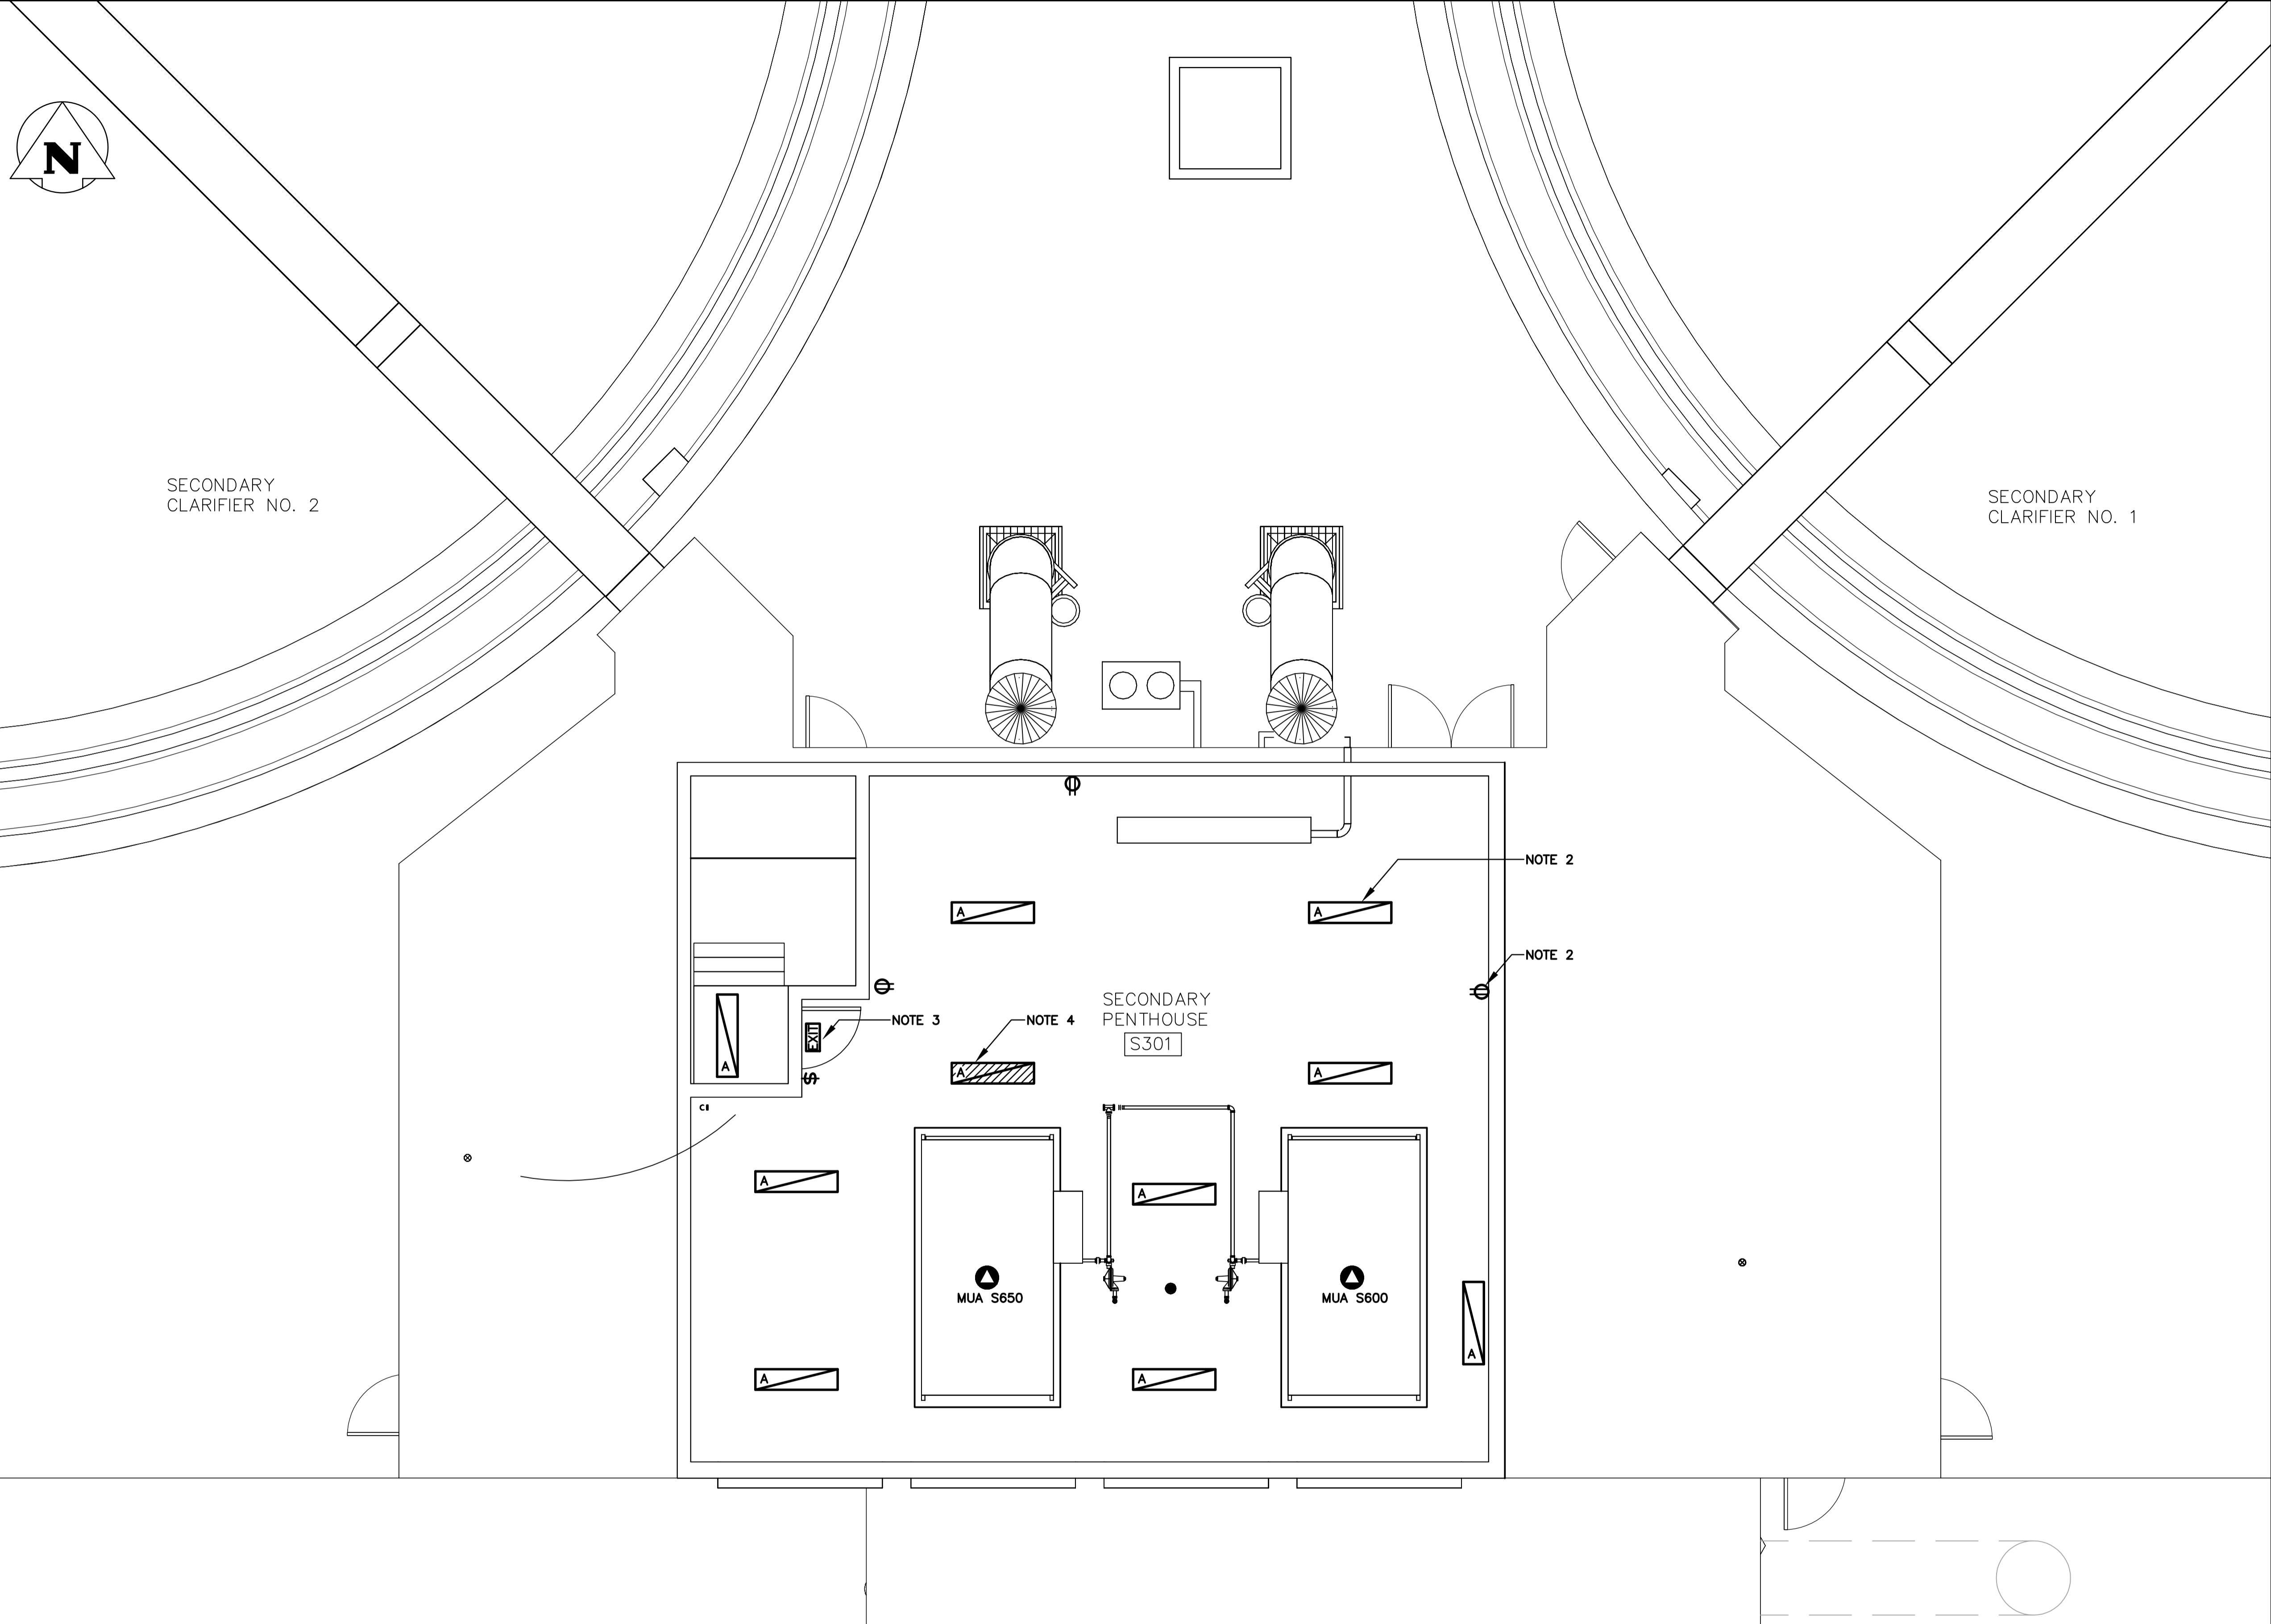 N
SECONDARY
CLARIFIER NO. 2
SECONDARY
CLARIFIER NO. 1
NOTE 2
A
A
NOTE 2
SECONDARY
PENTHOUSE
S301
NOTE 3
NOTE 4
EXIT
A
A
A
$
C
A
A
MUA S650
MUA S600
A
A
A